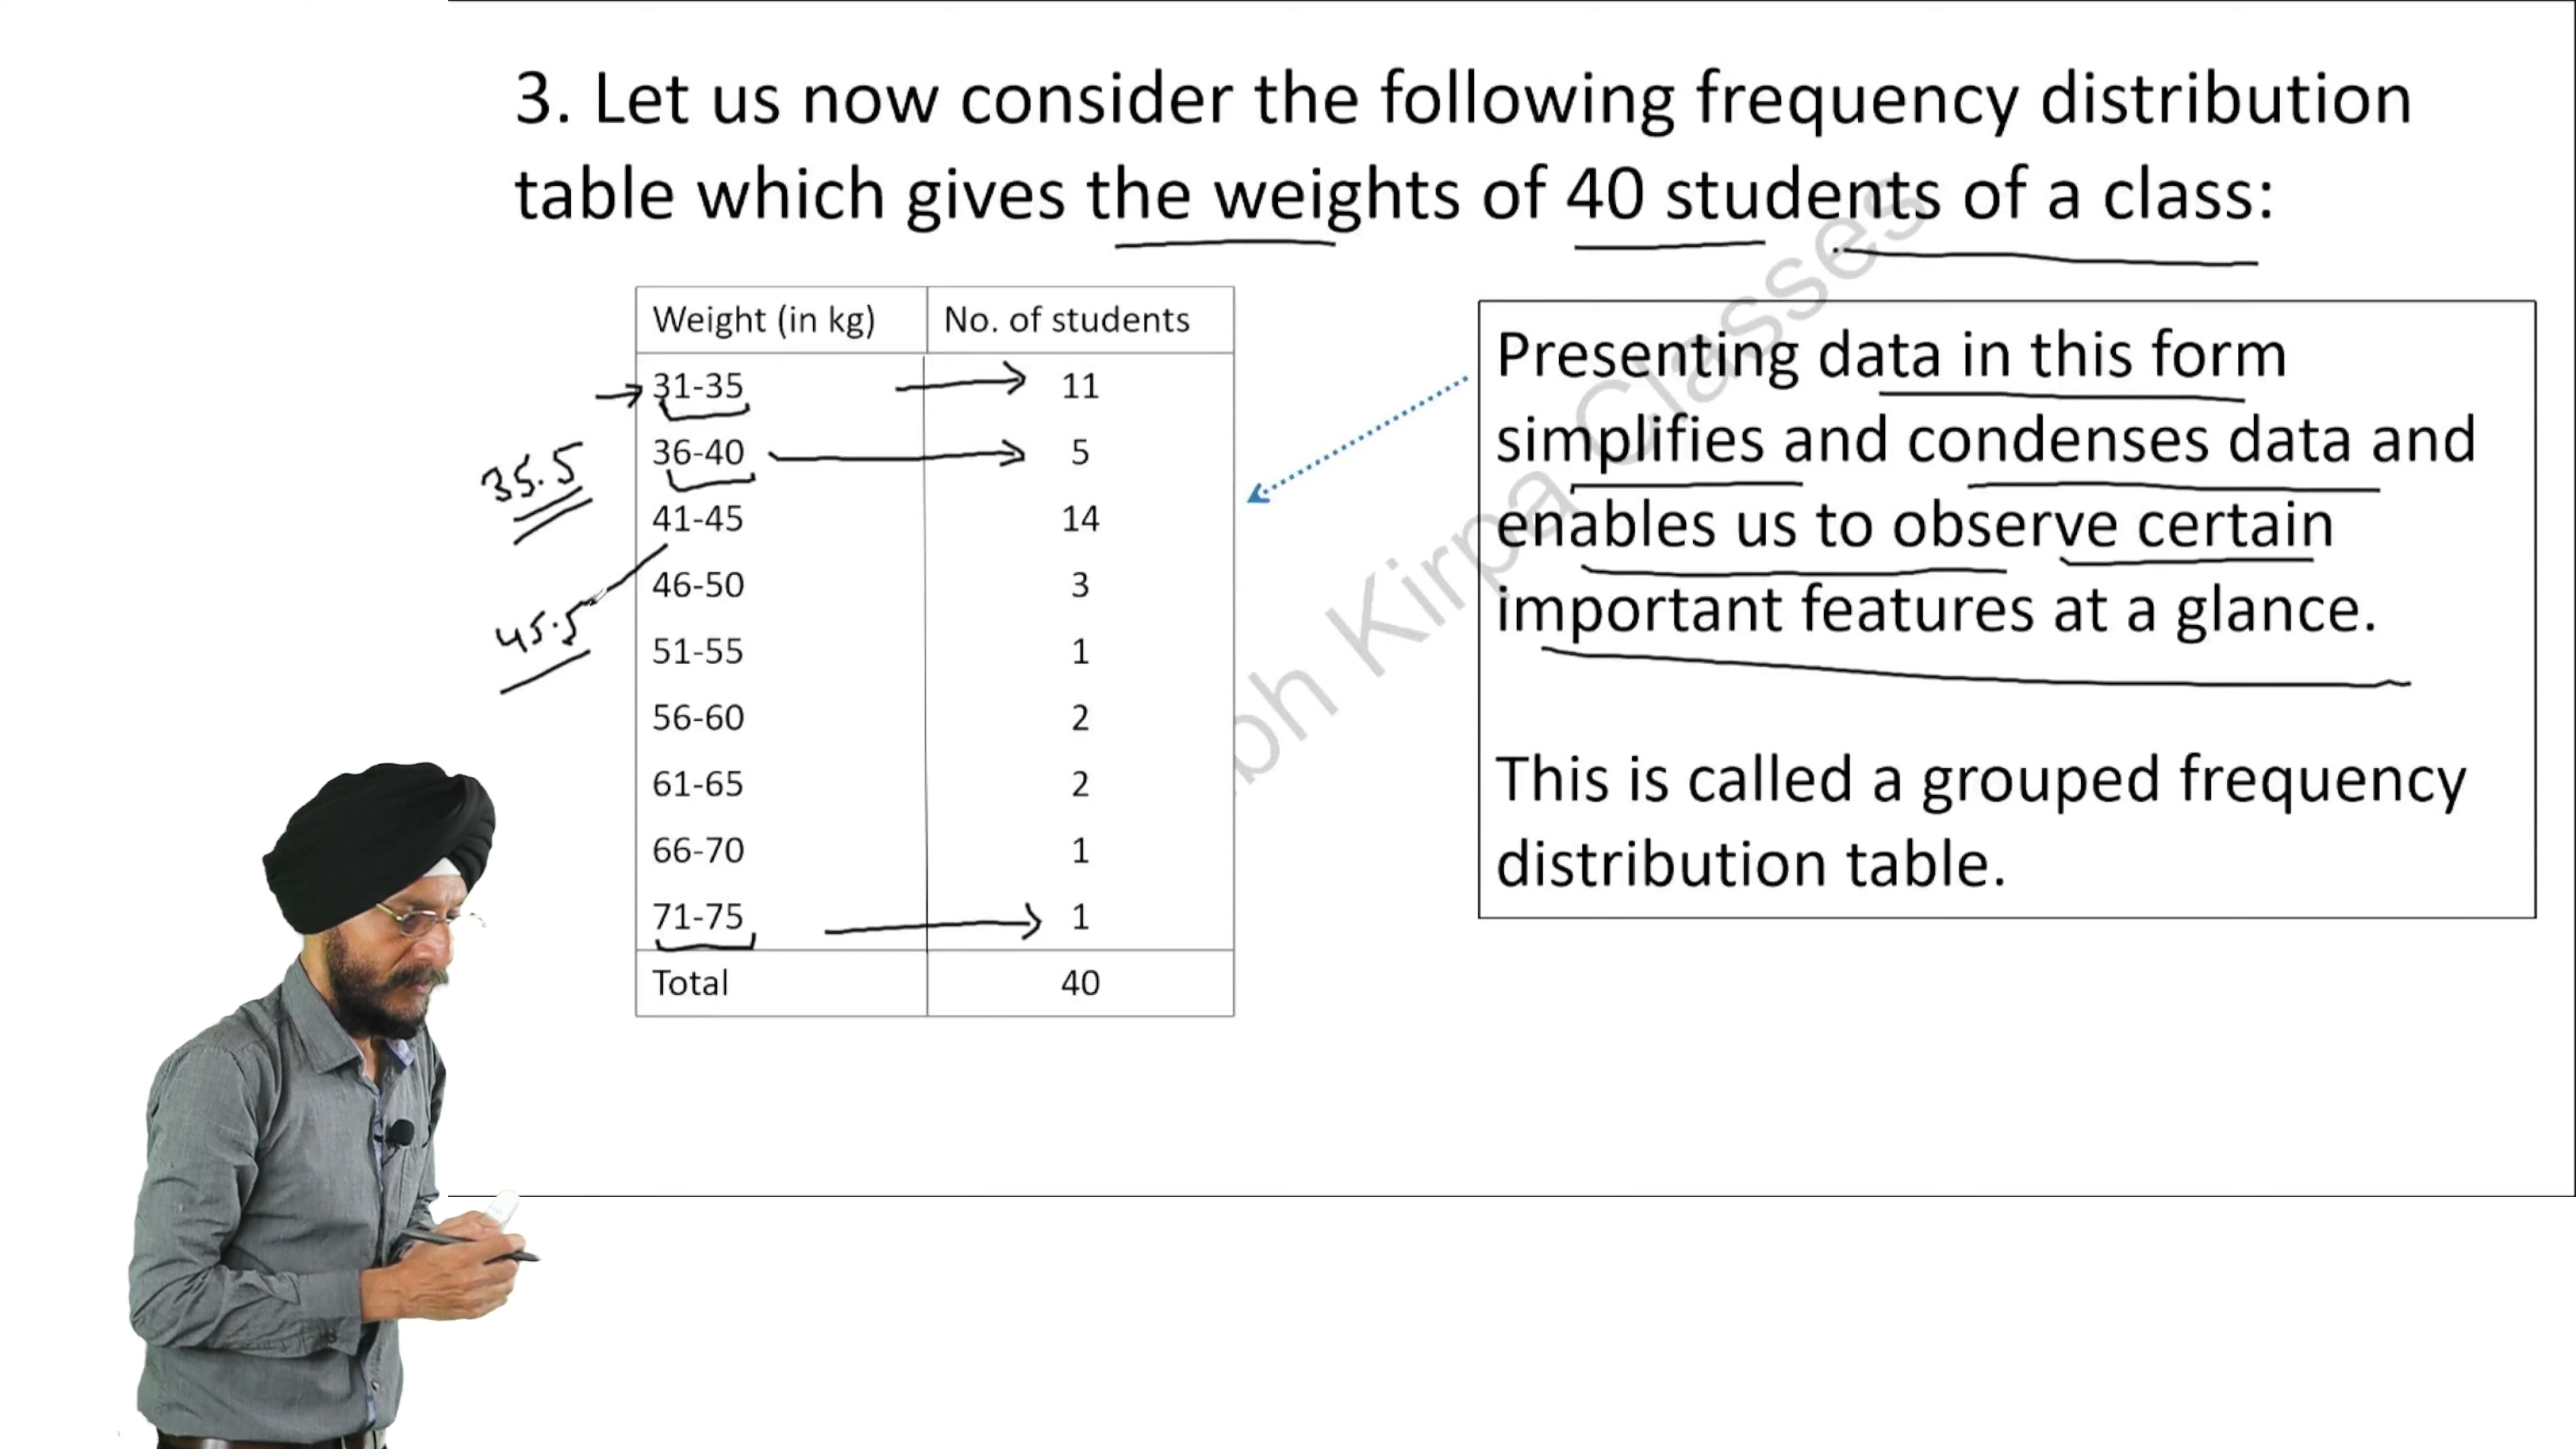 3. Let us now consider the following frequency distribution
table which gives the weights of 40 students of a class:
Weight (in kg) No. of students
31-35 11
36-40 5
41-45 14
46-50 3
51-55 1
56-60 2
61-65 2
66-70 1
71-75 1
Total 40
35.5
45.5
Presenting data in this form
simplifies and condenses data and
enables us to observe certain
important features at a glance.
This is called a grouped frequency
distribution table.
bh Kirpa Classes